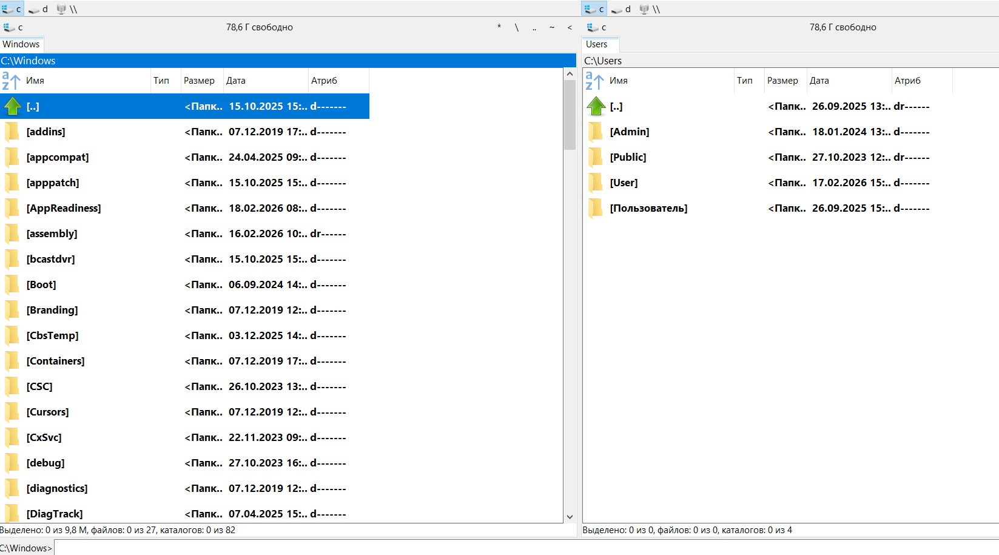 c d \\
c 78,6 Г свободно * \ .. ~ <
Windows
C:\Windows
Имя Тип Размер Дата Атриб
[..] <Папк.. 15.10.2025 15:.. d-------
[addins] <Папк.. 07.12.2019 17:.. d-------
[appcompat] <Папк.. 24.04.2025 09:.. d-------
[apppatch] <Папк.. 15.10.2025 15:.. d-------
[AppReadiness] <Папк.. 18.02.2026 08:.. d-------
[assembly] <Папк.. 16.02.2026 10:.. dr------
[bcastdvr] <Папк.. 15.10.2025 15:.. d-------
[Boot] <Папк.. 06.09.2024 14:.. d-------
[Branding] <Папк.. 07.12.2019 12:.. d-------
[CbsTemp] <Папк.. 03.12.2025 14:.. d-------
[Containers] <Папк.. 07.12.2019 17:.. d-------
[CSC] <Папк.. 26.10.2023 13:.. d-------
[Cursors] <Папк.. 07.12.2019 12:.. d-------
[CxSvc] <Папк.. 22.11.2023 09:.. d-------
[debug] <Папк.. 27.10.2023 16:.. d-------
[diagnostics] <Папк.. 07.12.2019 12:.. d-------
[DiagTrack] <Папк.. 07.04.2025 15:.. d-------
Выделено: 0 из 9,8 М, файлов: 0 из 27, каталогов: 0 из 82
C:\Windows>
c d \\
c 78,6 Г свободно
Users
C:\Users
Имя Тип Размер Дата Атриб
[..] <Папк.. 26.09.2025 13:.. dr------
[Admin] <Папк.. 18.01.2024 13:.. d-------
[Public] <Папк.. 27.10.2023 12:.. dr------
[User] <Папк.. 17.02.2026 15:.. d-------
[Пользователь] <Папк.. 26.09.2025 15:.. d-------
Выделено: 0 из 0, файлов: 0 из 0, каталогов: 0 из 4